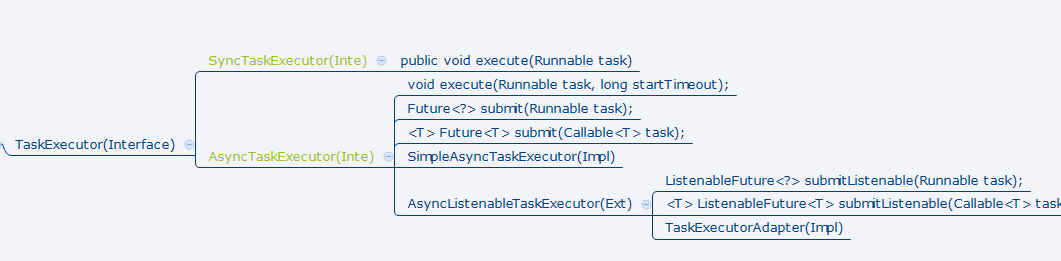 SyncTaskExecutor(Inte)
public void execute(Runnable task)
void execute(Runnable task, long startTimeout);
Future<?> submit(Runnable task);
<T> Future<T> submit(Callable<T> task);
TaskExecutor(Interface)
AsyncTaskExecutor(Inte)
SimpleAsyncTaskExecutor(Impl)
ListenableFuture<?> submitListenable(Runnable task);
AsyncListenableTaskExecutor(Ext)
<T> ListenableFuture<T> submitListenable(Callable<T> task
TaskExecutorAdapter(Impl)